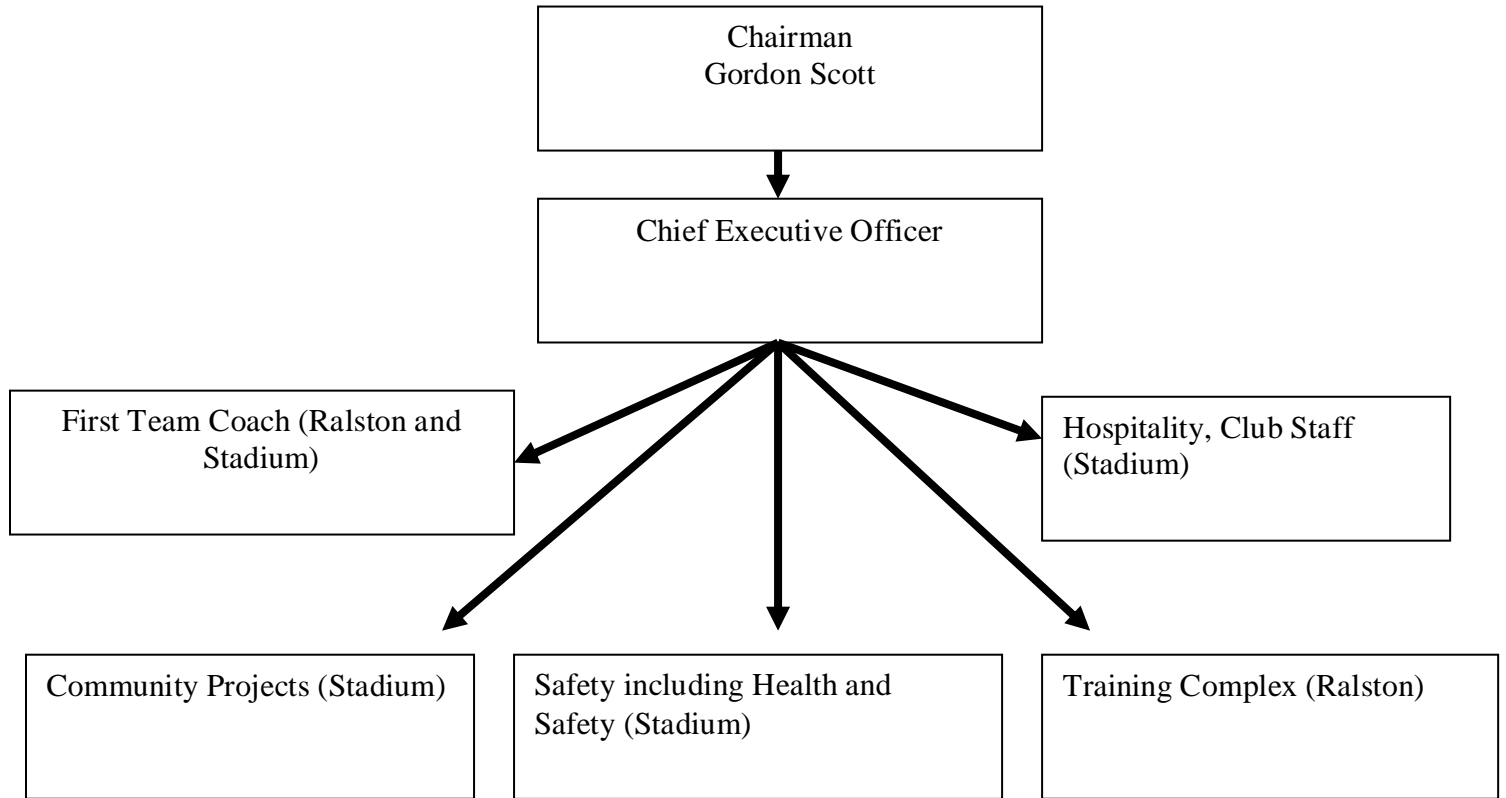 Chairman
Gordon Scott
Chief Executive Officer
First Team Coach (Ralston and
Stadium)
Hospitality, Club Staff
(Stadium)
Community Projects (Stadium)
Safety including Health and
Safety (Stadium)
Training Complex (Ralston)